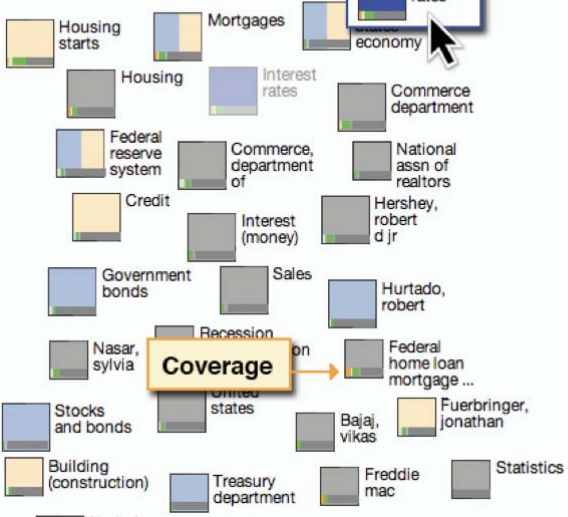 rates
Housing
starts
Mortgages
states
economy
Housing
Interest
rates
Commerce
department
Federal
reserve
system
Commerce,
department
of
National
assn of
realtors
Credit
Interest
(money)
Hershey,
robert
d jr
Government
bonds
Sales
Hurtado,
robert
Nasar,
sylvia
Recession
on
Coverage
Federal
home loan
mortgage ...
Stocks
and bonds
United
states
Bajaj,
vikas
Fuerbringer,
jonathan
Building
(construction)
Treasury
department
Freddie
mac
Statistics